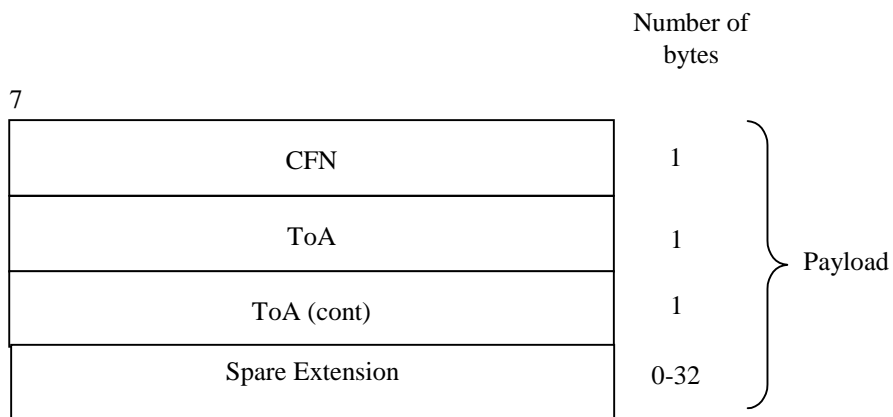 Number of
bytes
7
CFN 1
ToA 1
ToA (cont) 1
Payload
Spare Extension 0-32